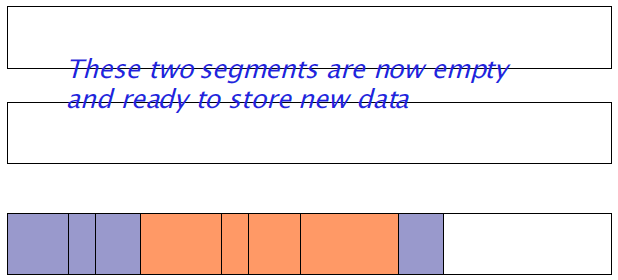 These two segments are now empty
and ready to store new data